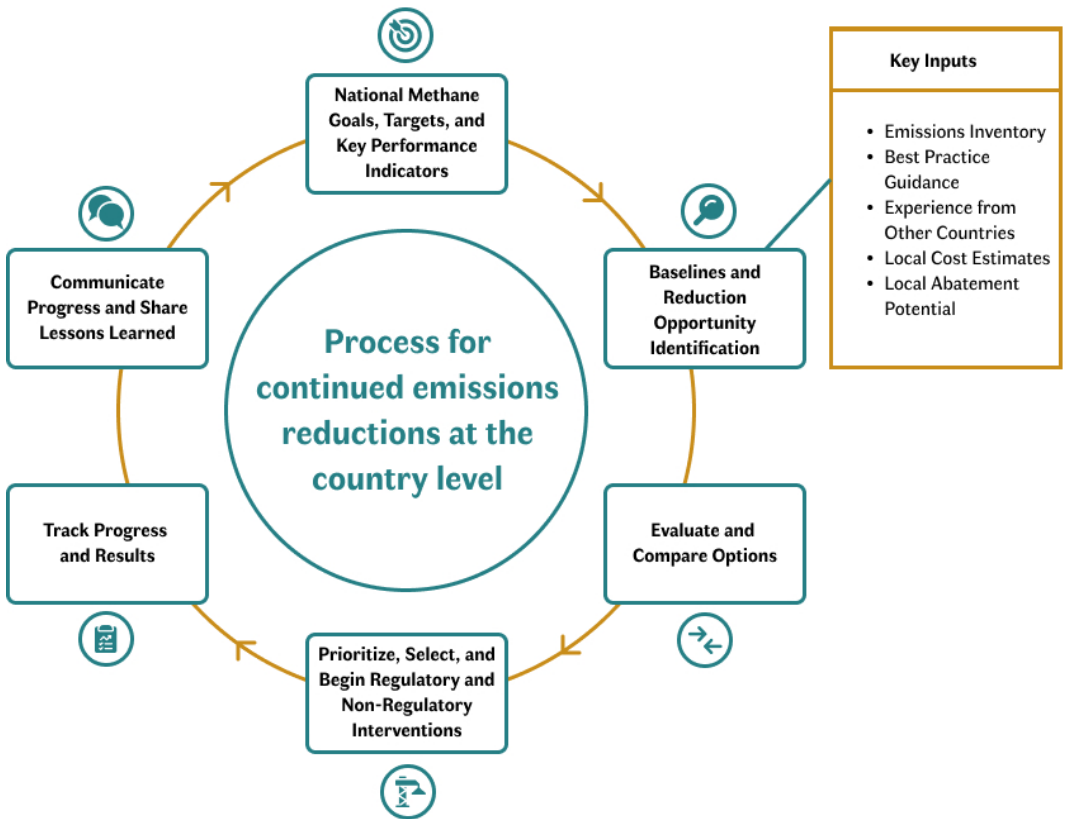 National Methane
Goals, Targets, and
Key Performance
Indicators
Key Inputs
• Emissions Inventory
• Best Practice
Guidance
• Experience from
Other Countries
• Local Cost Estimates
• Local Abatement
Potential
Baselines and
Reduction
Opportunity
Identification
Evaluate and
Compare Options
Prioritize, Select, and
Begin Regulatory and
Non-Regulatory
Interventions
Track Progress
and Results
Communicate
Progress and Share
Lessons Learned
Process for
continued emissions
reductions at the
country level